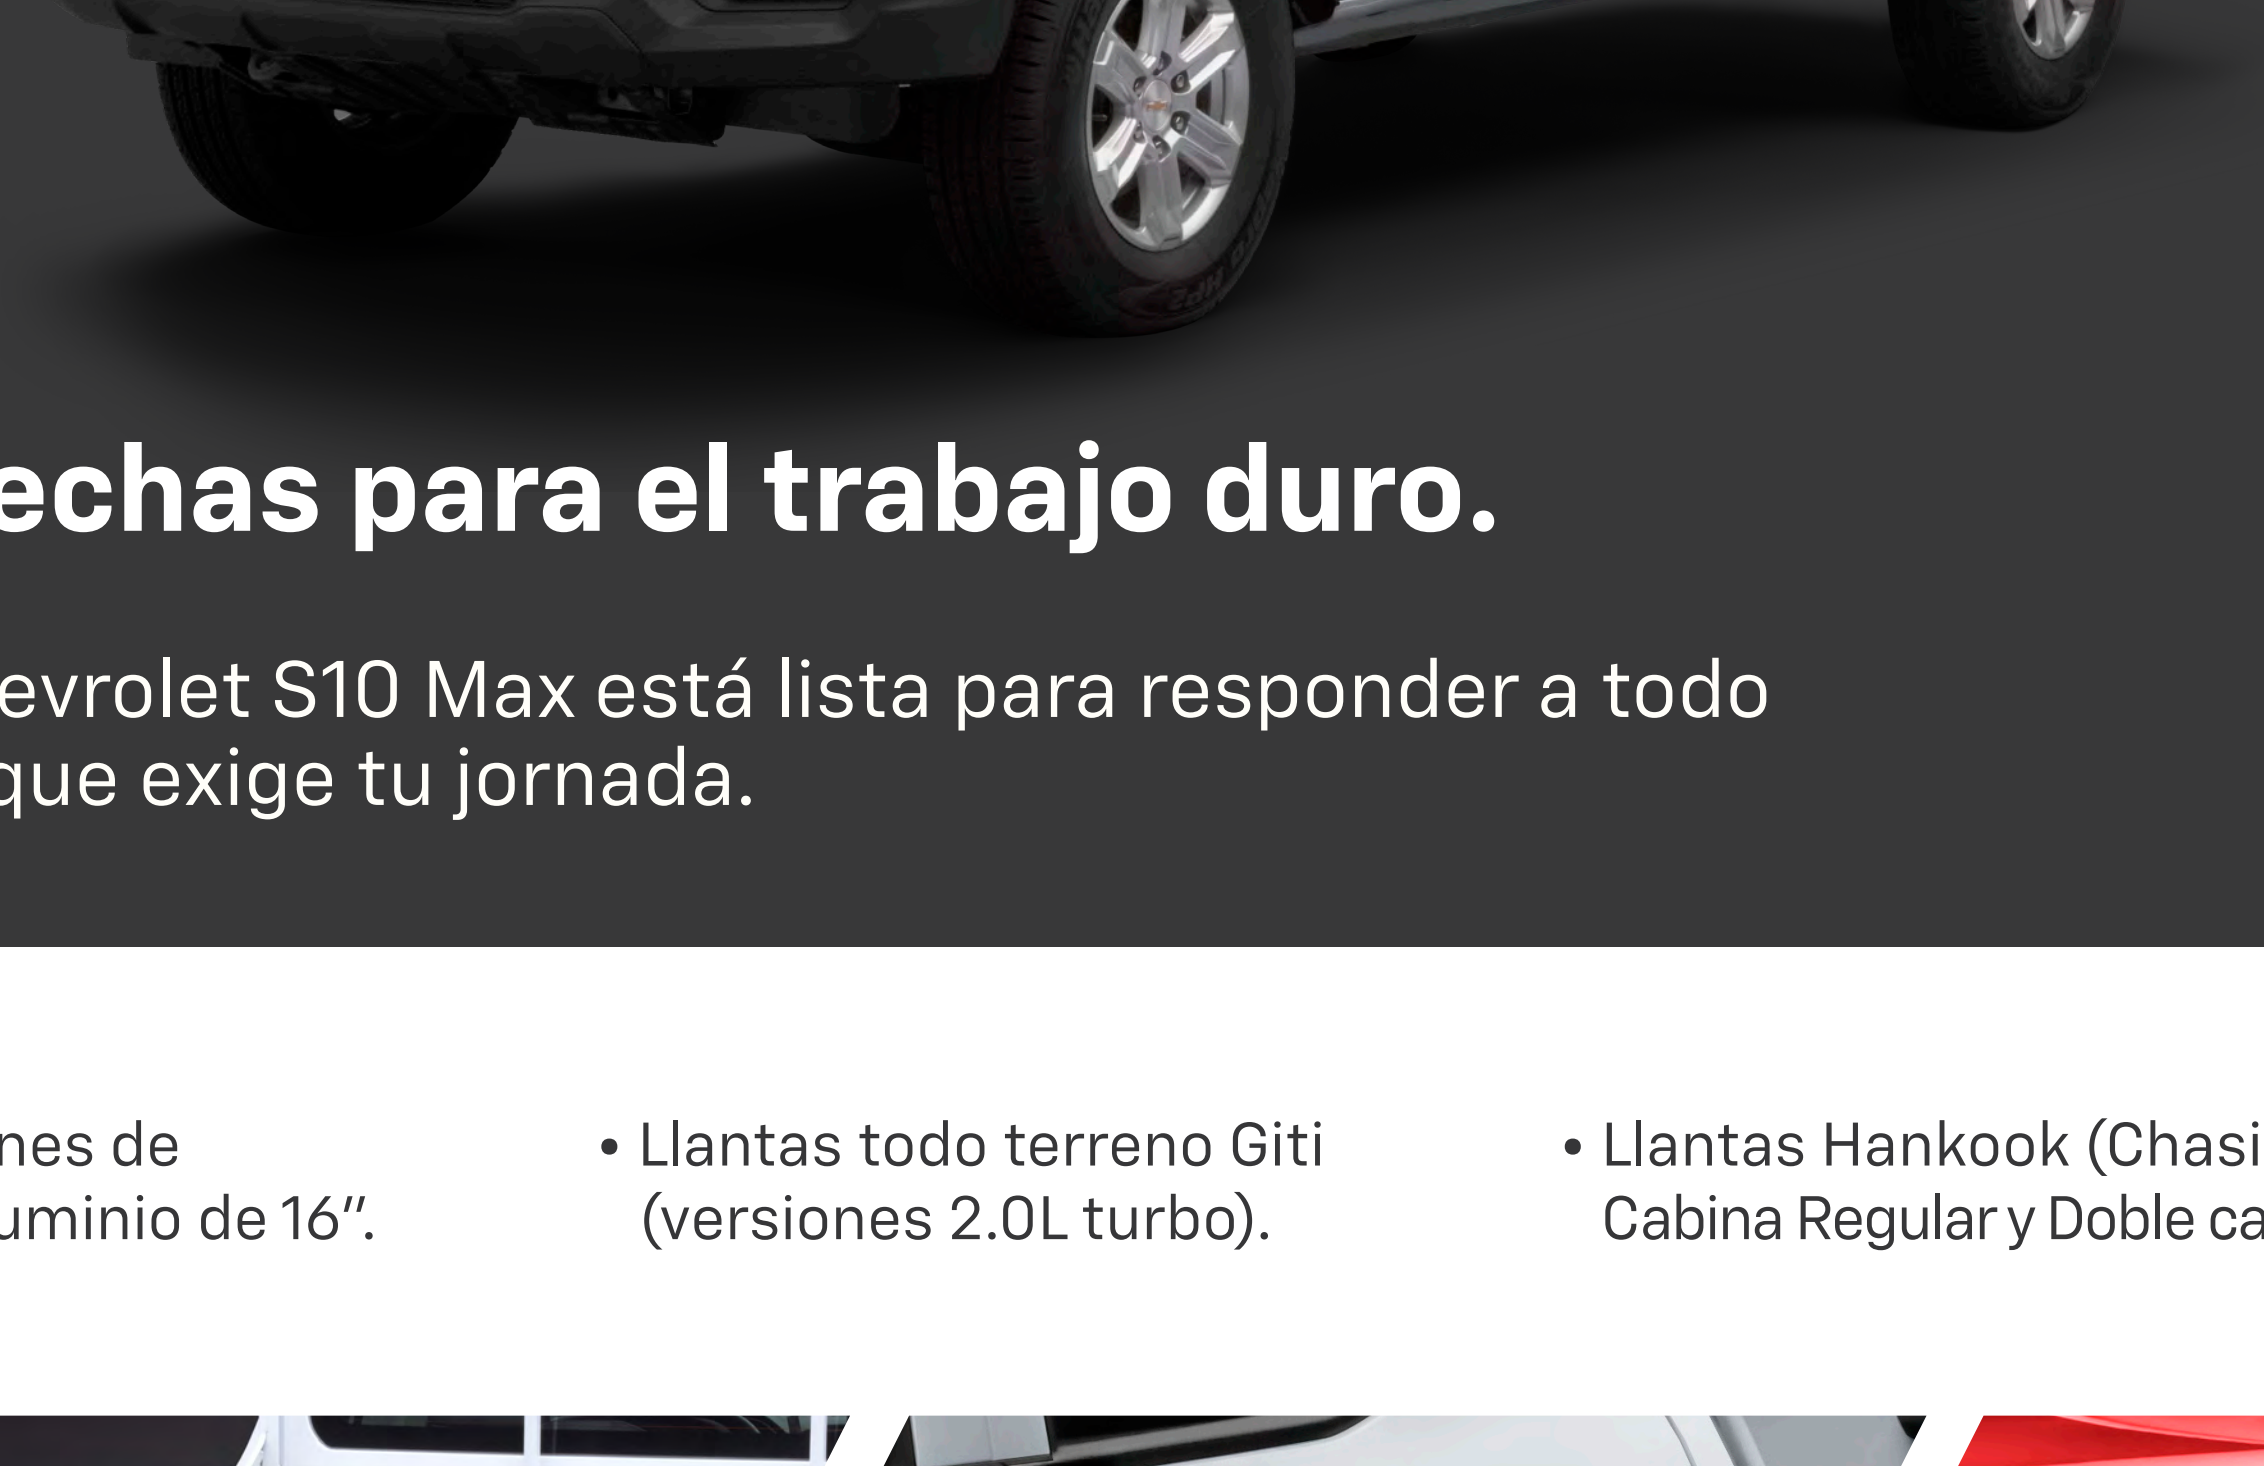 echas para el trabajo duro.
evrolet S10 Max está lista para responder a todo
que exige tu jornada.
nes de
uminio de 16”.
• Llantas todo terreno Giti
(versiones 2.0L turbo).
• Llantas Hankook (Chasi
Cabina Regular y Doble ca